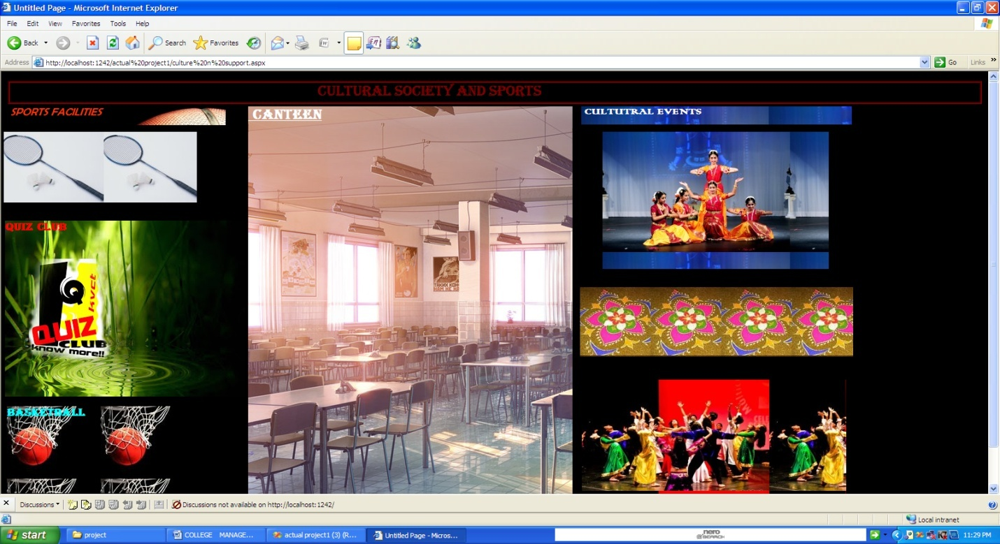 Untitled Page - Microsoft Internet Explorer
File Edit View Favorites Tools Help
Back Search Favorites
Address http://localhost:1242/actual%20project1/culture%20n%20support.aspx Go Links »
CULTURAL SOCIETY AND SPORTS
SPORTS FACILITIES
CANTEEN
CULTUTRAL EVENTS
QUIZ CLUB
Q
kvct
QUIZ
CLUB
know more!!
BASKETBALL
Discussions Discussions not available on http://localhost:1242/
Local intranet
start project COLLEGE MANAGE... actual project1 (3) (R... Untitled Page - Micros... nero SEARCH 11:29 PM